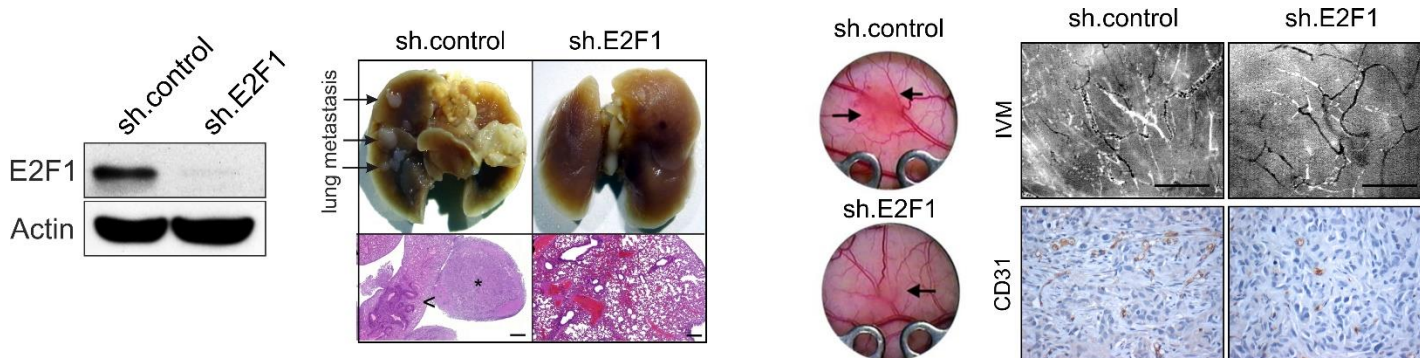 sh.control
sh.E2F1
E2F1
Actin
sh.control sh.E2F1
lung metastasis
*
<
sh.control
sh.E2F1
sh.control sh.E2F1
IVM
CD31